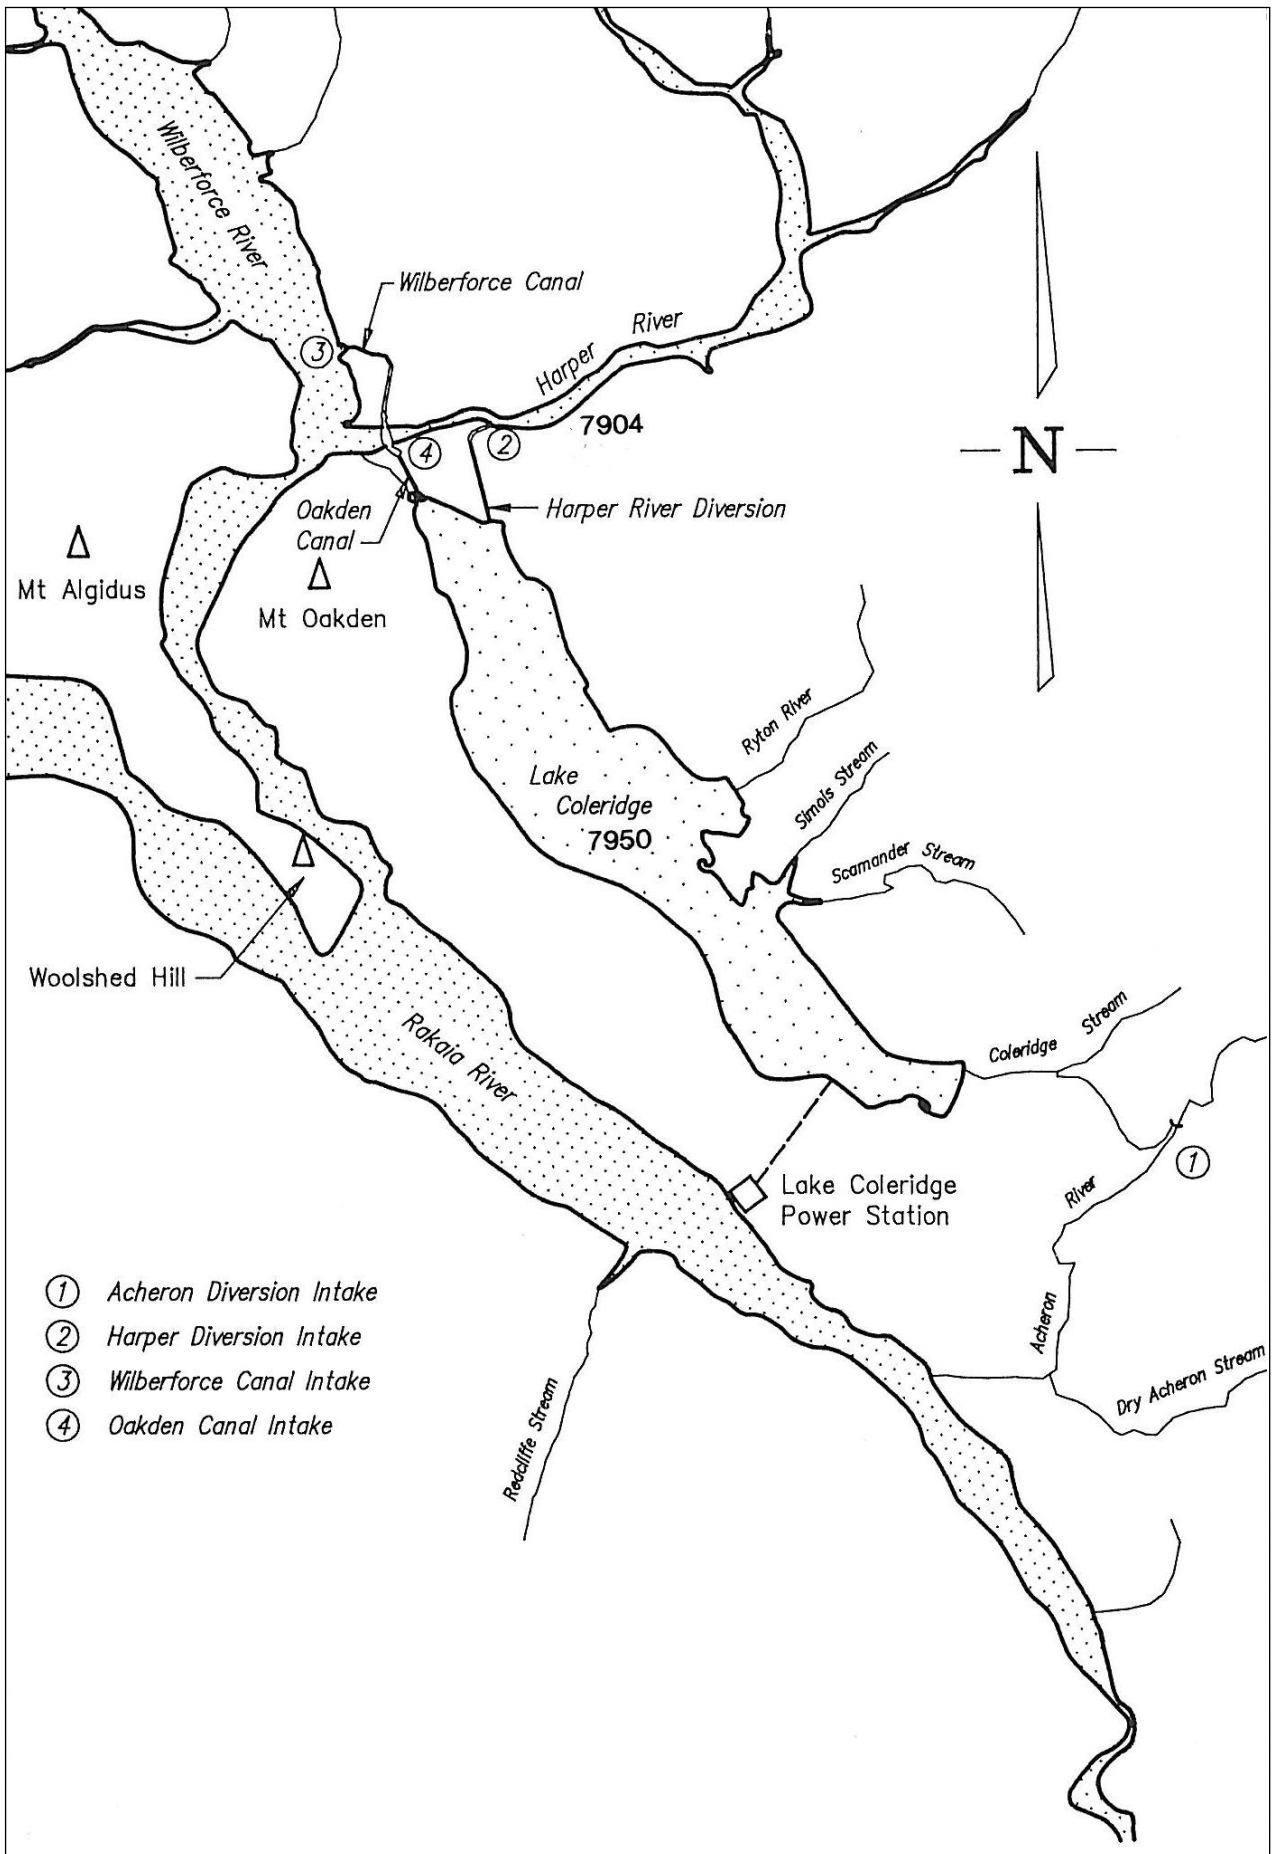 Wilberforce River
Wilberforce Canal
3
Harper River
7904
4
2
N
Oakden
Canal
Harper River Diversion
Mt Algidus
Mt Oakden
Ryton River
Simois Stream
Lake
Coleridge
7950
Scamander Stream
Woolshed Hill
Rakaia River
Coleridge Stream
1
Lake Coleridge
Power Station
Acheron River
1 Acheron Diversion Intake
2 Harper Diversion Intake
3 Wilberforce Canal Intake
4 Oakden Canal Intake
Redcliffe Stream
Dry Acheron Stream